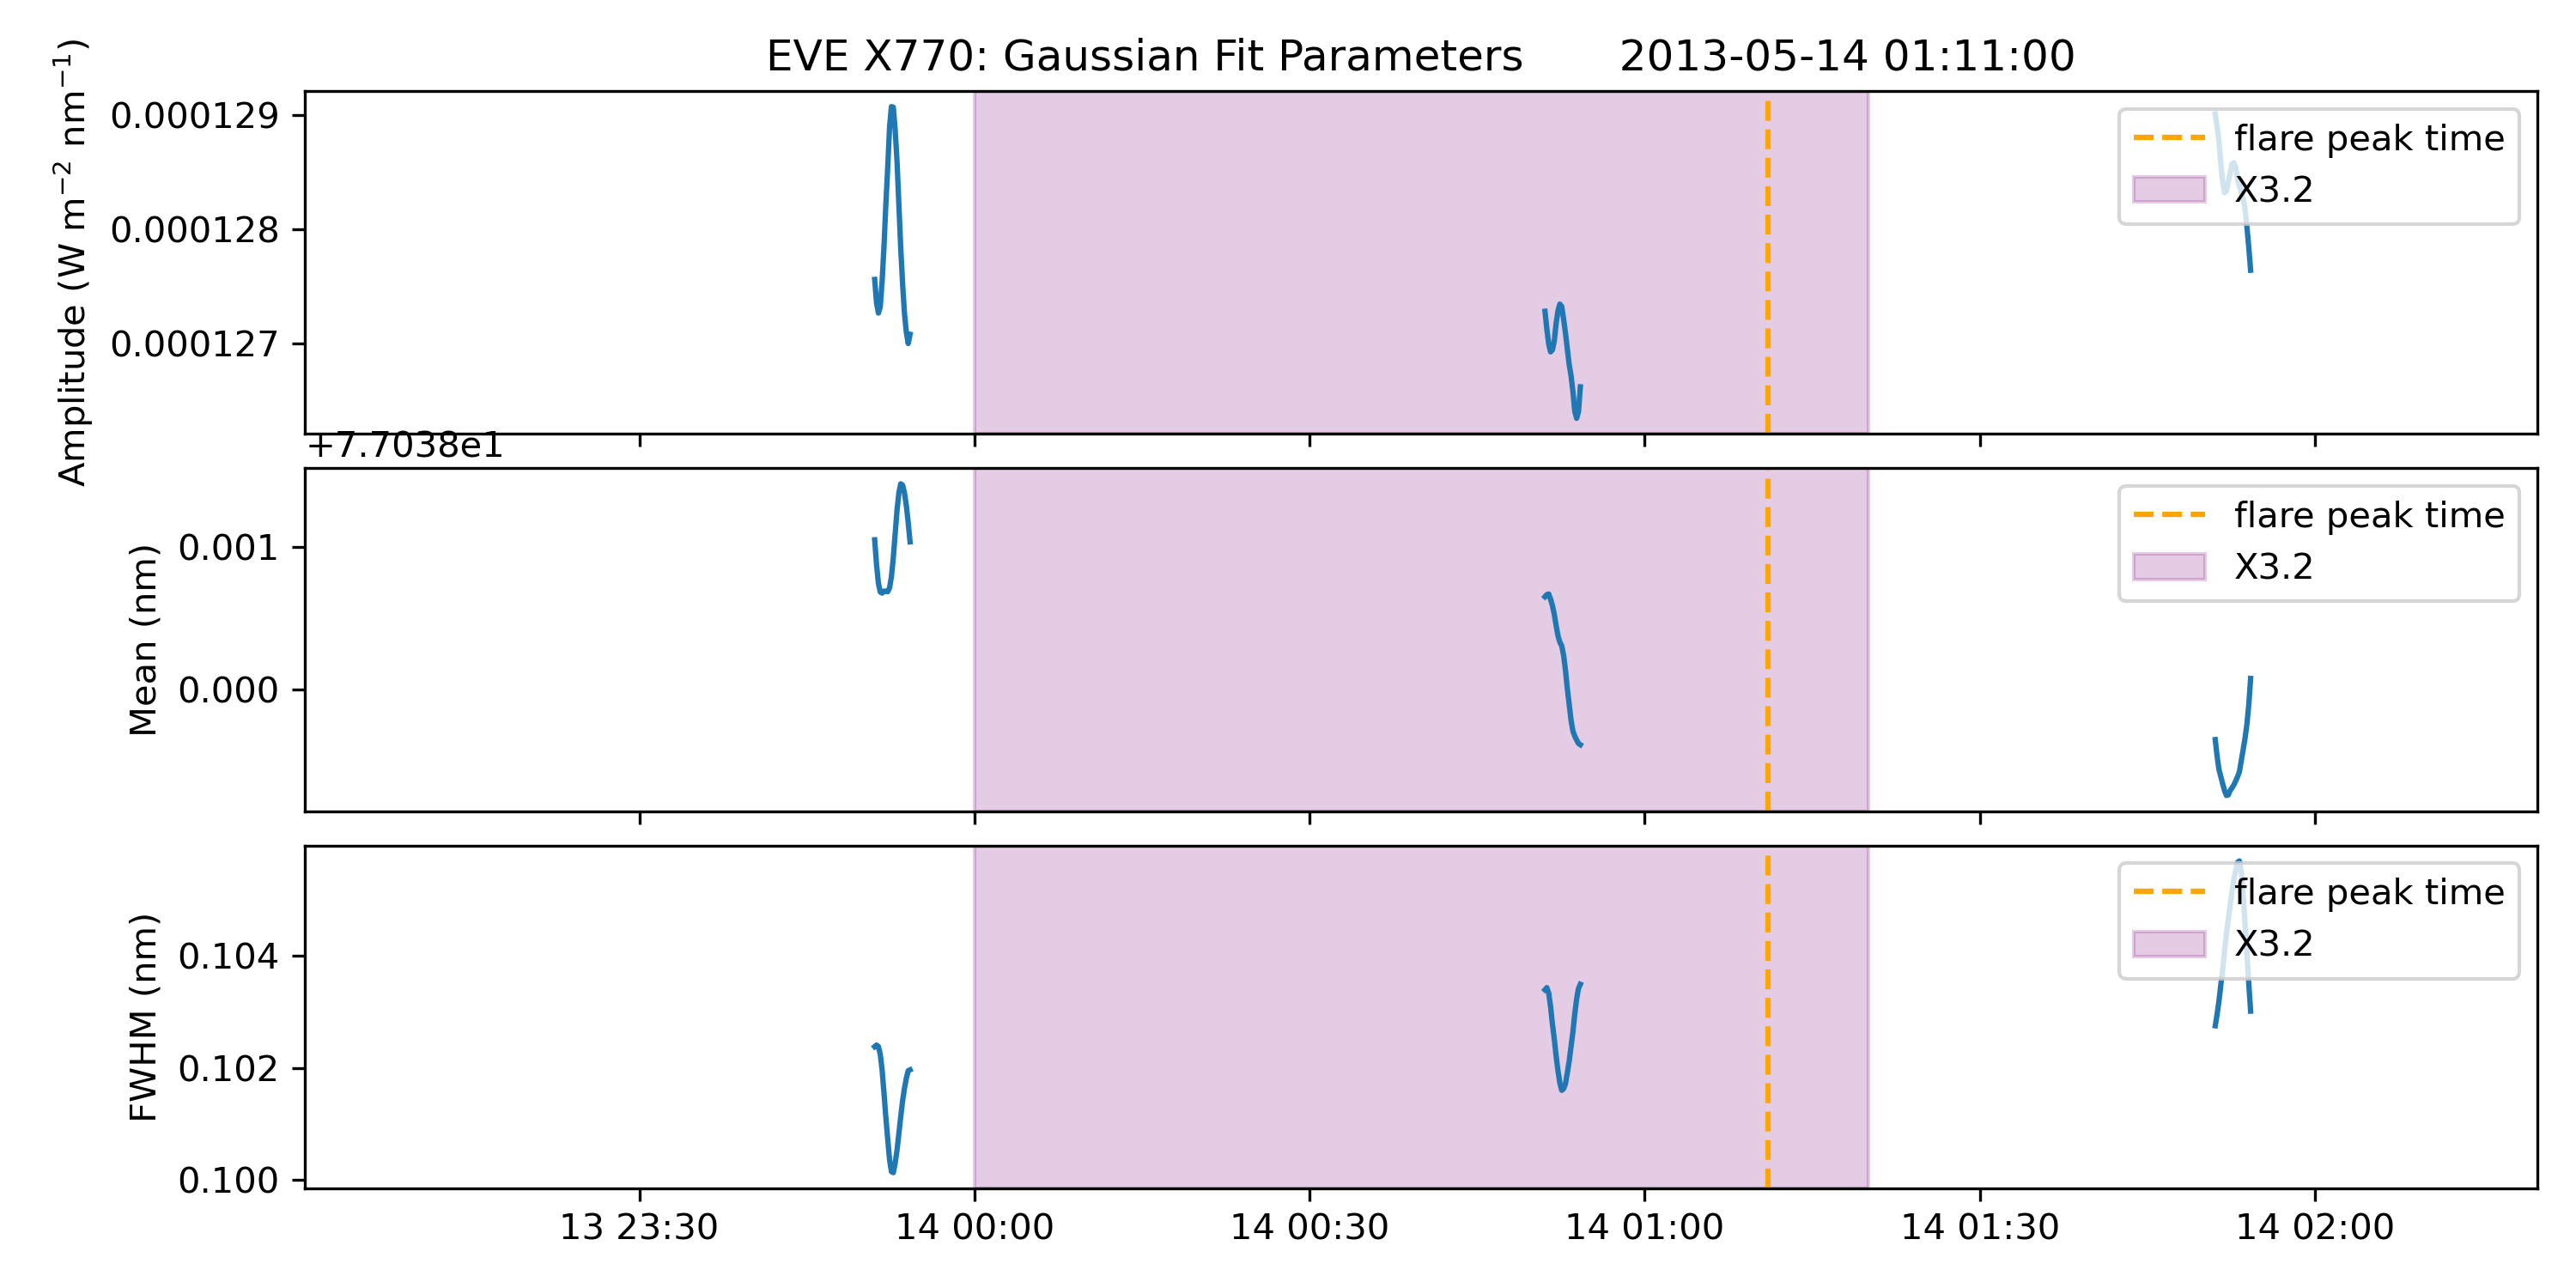 EVE X770: Gaussian Fit Parameters 2013-05-14 01:11:00
Amplitude (W m⁻² nm⁻¹)
0.000129
0.000128
0.000127
flare peak time
X3.2
+7.7038e1
Mean (nm)
0.001
0.000
flare peak time
X3.2
FWHM (nm)
0.104
0.102
0.100
flare peak time
X3.2
13 23:30 14 00:00 14 00:30 14 01:00 14 01:30 14 02:00